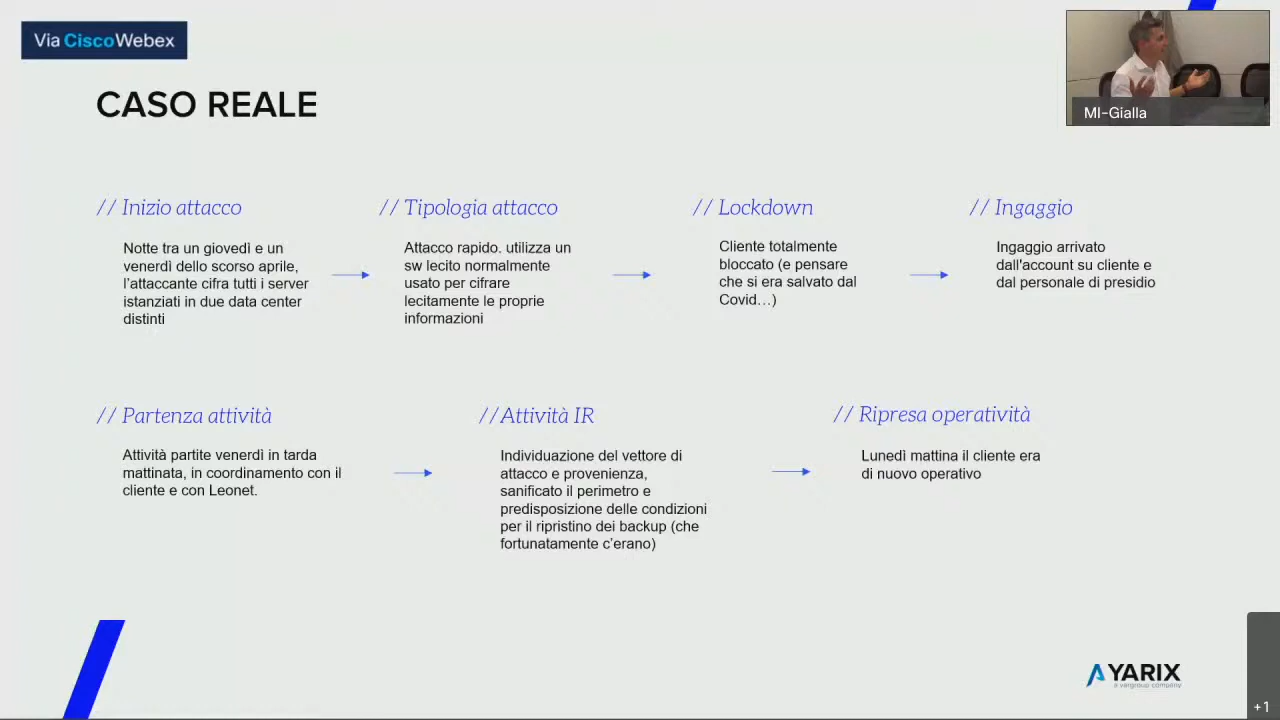 Via CiscoWebex
MI-Gialla
CASO REALE
// Inizio attacco
Notte tra un giovedì e un
venerdì dello scorso aprile,
l'attaccante cifra tutti i server
istanziati in due data center
distinti
// Tipologia attacco
Attacco rapido. utilizza un
sw lecito normalmente
usato per cifrare
lecitamente le proprie
informazioni
// Lockdown
Cliente totalmente
bloccato (e pensare
che si era salvato dal
Covid…)
// Ingaggio
Ingaggio arrivato
dall'account su cliente e
dal personale di presidio
// Partenza attività
Attività partite venerdì in tarda
mattinata, in coordinamento con il
cliente e con Leonet.
//Attività IR
Individuazione del vettore di
attacco e provenienza,
sanificato il perimetro e
predisposizione delle condizioni
per il ripristino dei backup (che
fortunatamente c'erano)
// Ripresa operatività
Lunedì mattina il cliente era
di nuovo operativo
YARIX
a vargroup company
+1